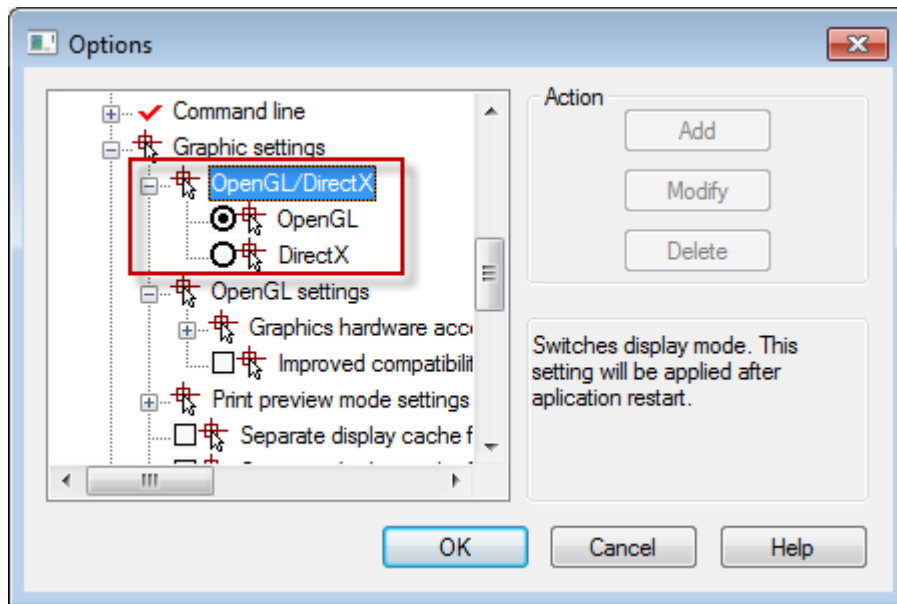 Options
Command line
Graphic settings
OpenGL/DirectX
OpenGL
DirectX
OpenGL settings
Graphics hardware acc
Improved compatibilit
Print preview mode settings
Separate display cache f
Action
Add
Modify
Delete
Switches display mode. This
setting will be applied after
aplication restart.
OK
Cancel
Help